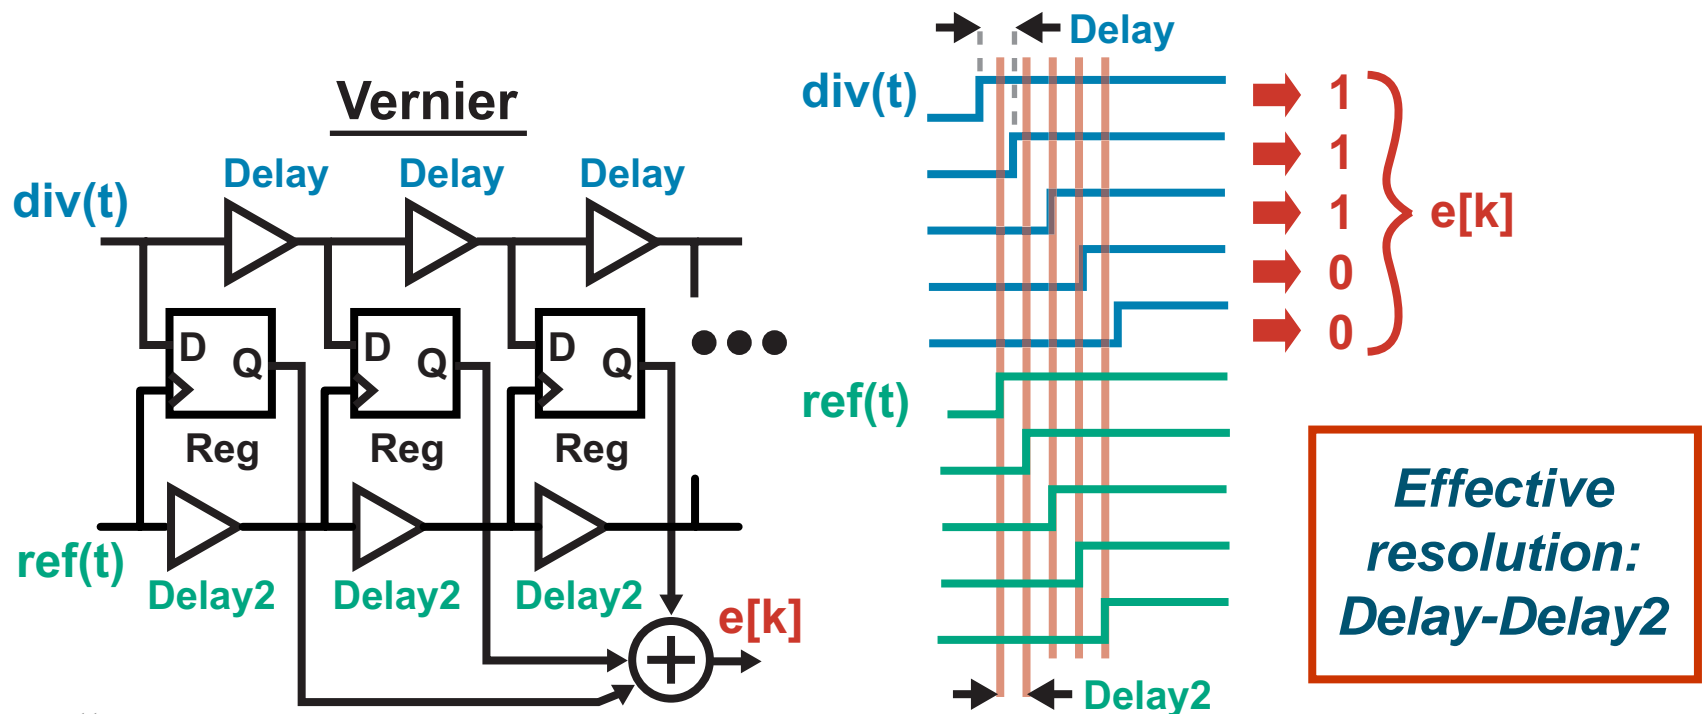 Vernier
Delay Delay Delay
div(t)
D Q D Q D Q
Reg Reg Reg
ref(t)
Delay2 Delay2 Delay2
e[k]
Delay
div(t)
1
1
1
0
0
e[k]
ref(t)
Delay2
Effective
resolution:
Delay-Delay2